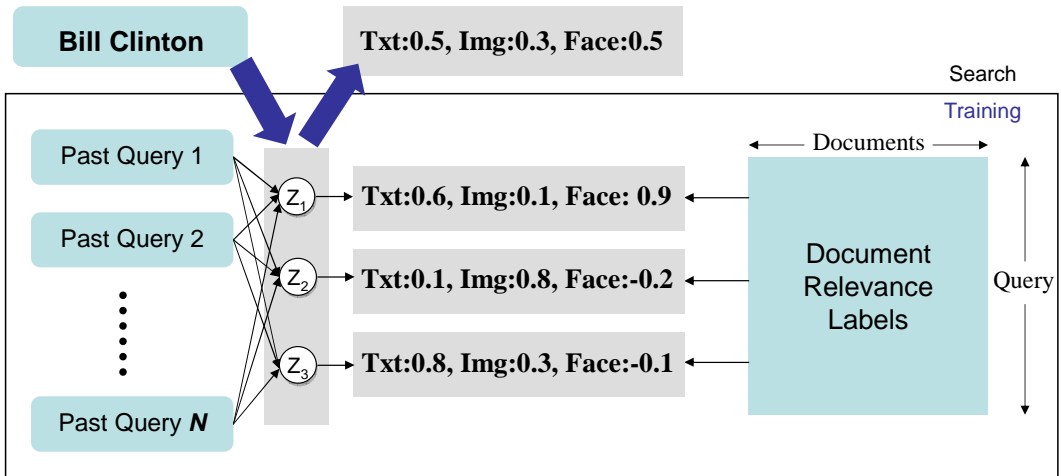 Bill Clinton
Txt:0.5, Img:0.3, Face:0.5
Search
Training
Past Query 1
Past Query 2
Past Query N
Z1
Z2
Z3
Txt:0.6, Img:0.1, Face: 0.9
Txt:0.1, Img:0.8, Face:-0.2
Txt:0.8, Img:0.3, Face:-0.1
Documents
Document
Relevance
Labels
Query